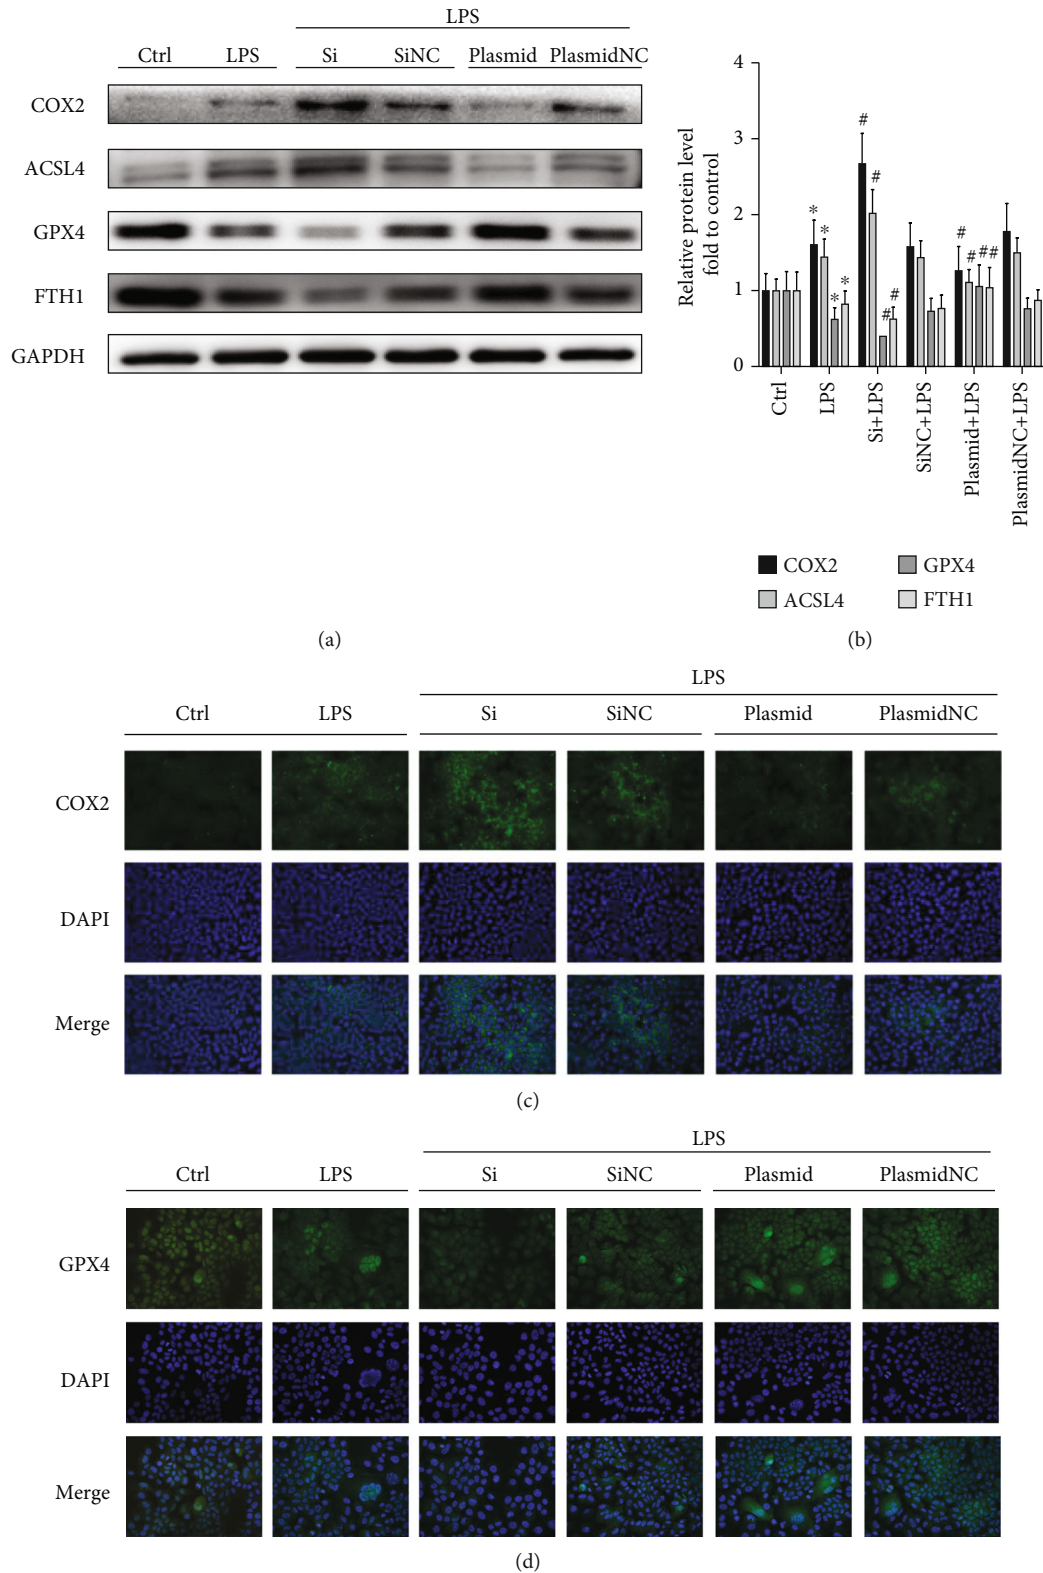 LPS
Ctrl LPS Si SiNC Plasmid PlasmidNC
COX2
ACSL4
GPX4
FTH1
GAPDH
(a)
Relative protein level
fold to control
4
3
2
1
0
# # * * * * # # # # # #
Ctrl
LPS
Si+LPS
SiNC+LPS
Plasmid+LPS
PlasmidNC+LPS
COX2 GPX4
ACSL4 FTH1
(b)
LPS
Ctrl LPS Si SiNC Plasmid PlasmidNC
COX2
DAPI
Merge
(c)
LPS
Ctrl LPS Si SiNC Plasmid PlasmidNC
GPX4
DAPI
Merge
(d)